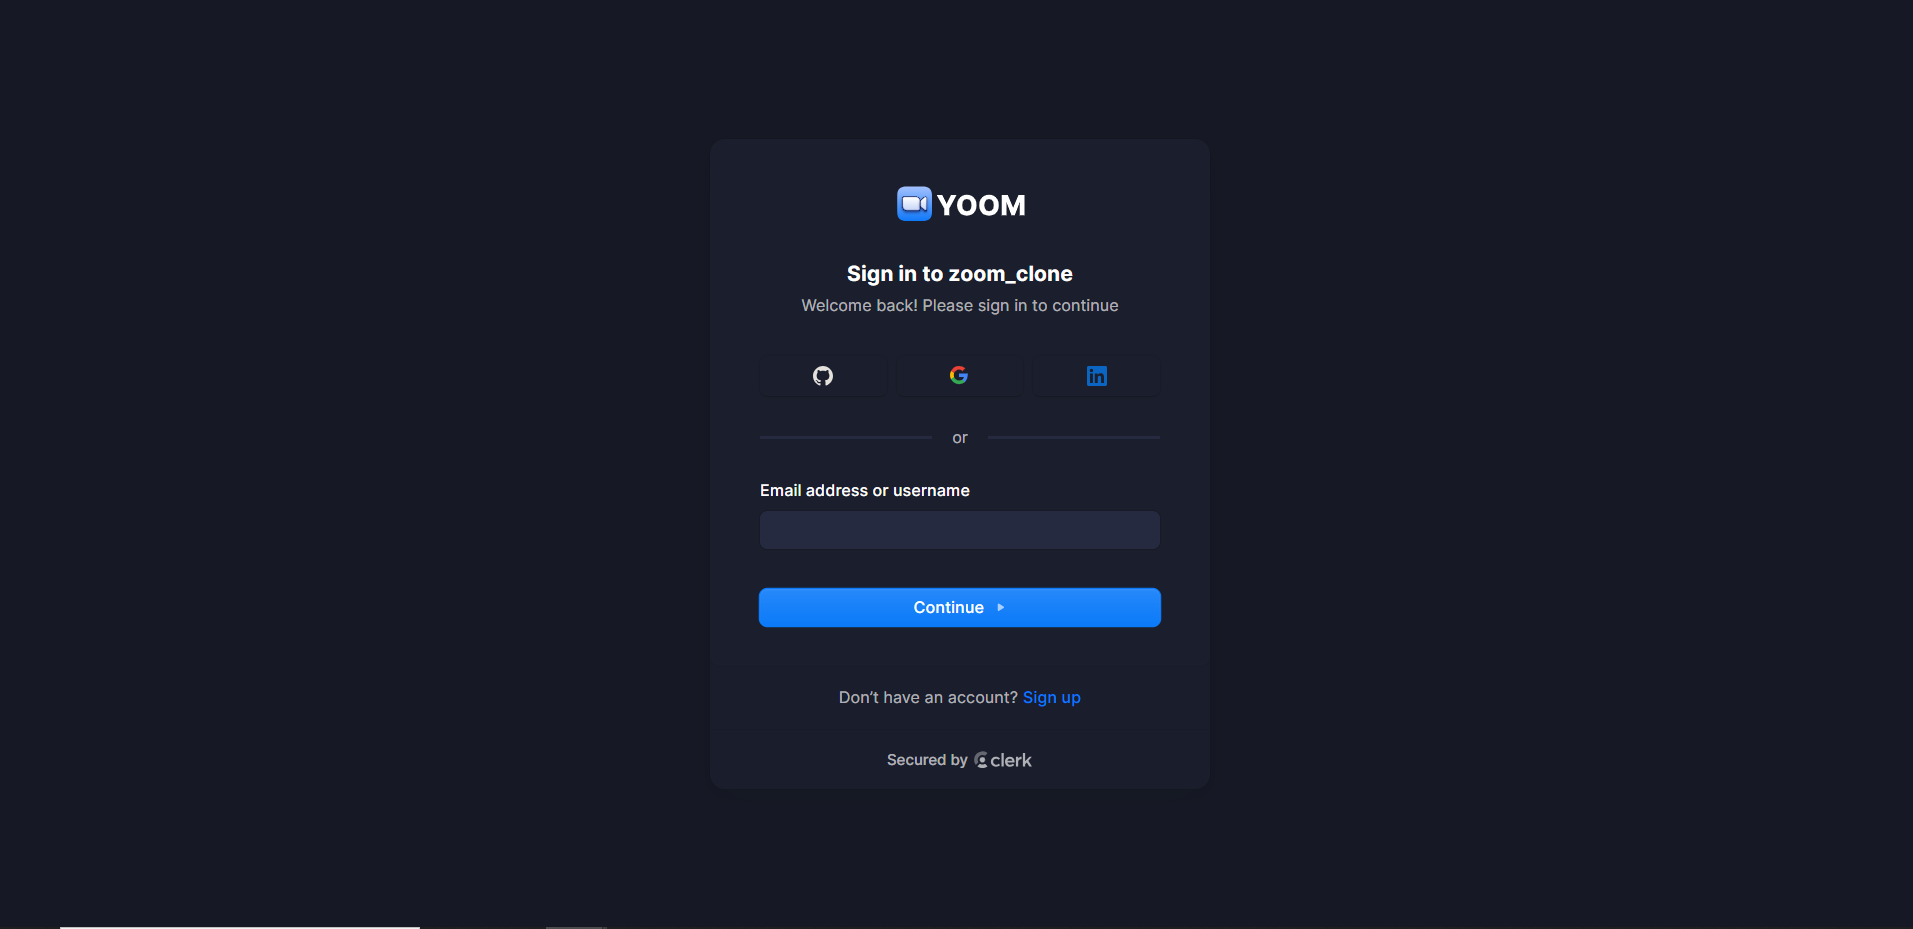 YOOM
Sign in to zoom_clone
Welcome back! Please sign in to continue
or
Email address or username
Continue
Don’t have an account? Sign up
Secured by clerk